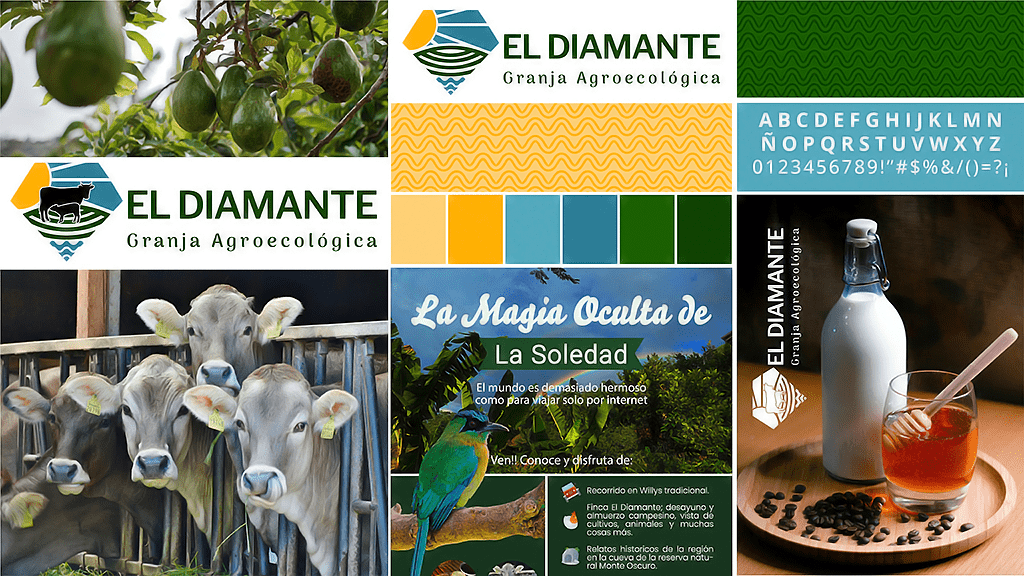 EL DIAMANTE
Granja Agroecológica
EL DIAMANTE
Granja Agroecológica
ABCDEFGHIJKLMN
ÑOPQRSTUVWXYZ
0123456789!"#$%&/()=?¡
La Magia Oculta de
La Soledad
El mundo es demasiado hermoso
como para viajar solo por internet
Ven!! Conoce y disfruta de:
Recorrido en Willys tradicional.
Finca El Diamante; desayuno y
almuerzo campesino, vista de
cultivos, animales y muchas
cosas más.
Relatos historicos de la región
en la cueva de la reserva natu-
ral Monte Oscuro.
EL DIAMANTE
Granja Agroecológica